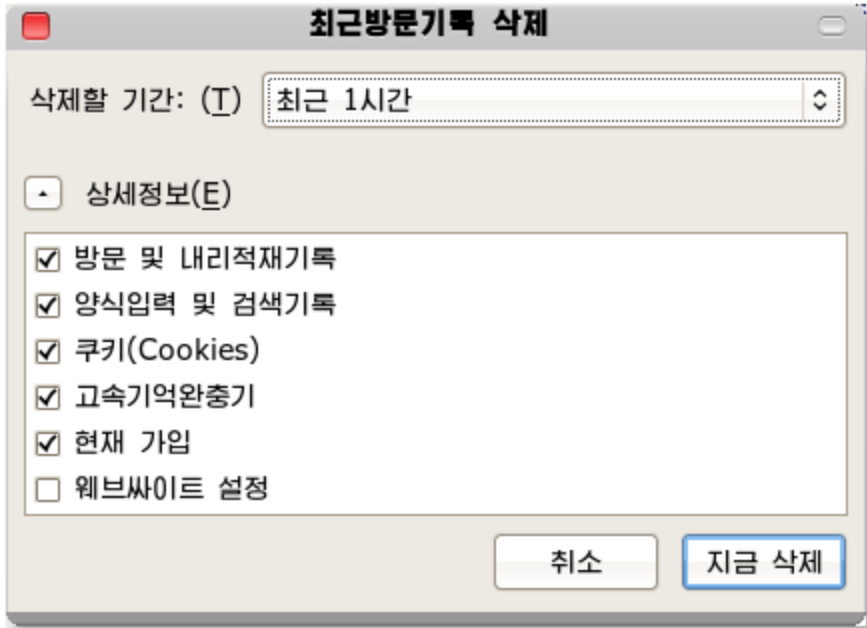 최근방문기록 삭제
삭제할 기간: (T) 최근 1시간
상세정보(E)
방문 및 내리적재기록
양식입력 및 검색기록
쿠키(Cookies)
고속기억완충기
현재 가입
웨브싸이트 설정
취소 지금 삭제